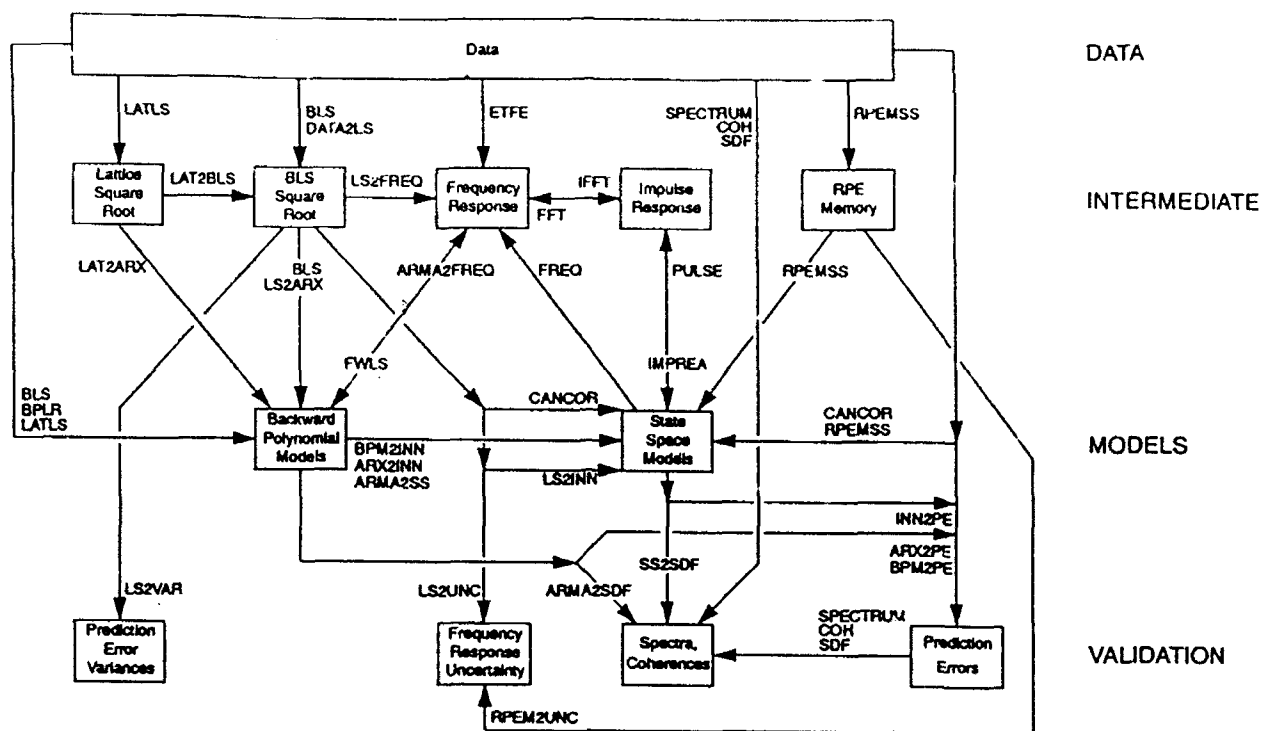 Data
DATA
LATLS
BLS
DATA2LS
ETFE
SPECTRUM
COH
SDF
RPEMSS
Lattice
Square
Root
LAT2BLS
BLS
Square
Root
LS2FREQ
Frequency
Response
IFFT
FFT
Impulse
Response
RPE
Memory
INTERMEDIATE
LAT2ARX
BLS
LS2ARX
ARMA2FREQ
FREQ
PULSE
RPEMSS
FWLS
IMPREA
BLS
BPLR
LATLS
Backward
Polynomial
Models
CANCOR
BPM2INN
ARX2INN
ARMA2SS
LS2INN
State
Space
Models
CANCOR
RPEMSS
MODELS
INN2PE
ARX2PE
BPM2PE
LS2VAR
LS2UNC
ARMA2SDF
SS2SDF
Prediction
Error
Variances
Frequency
Response
Uncertainty
Spectra,
Coherences
SPECTRUM
COH
SDF
Prediction
Errors
VALIDATION
RPEM2UNC